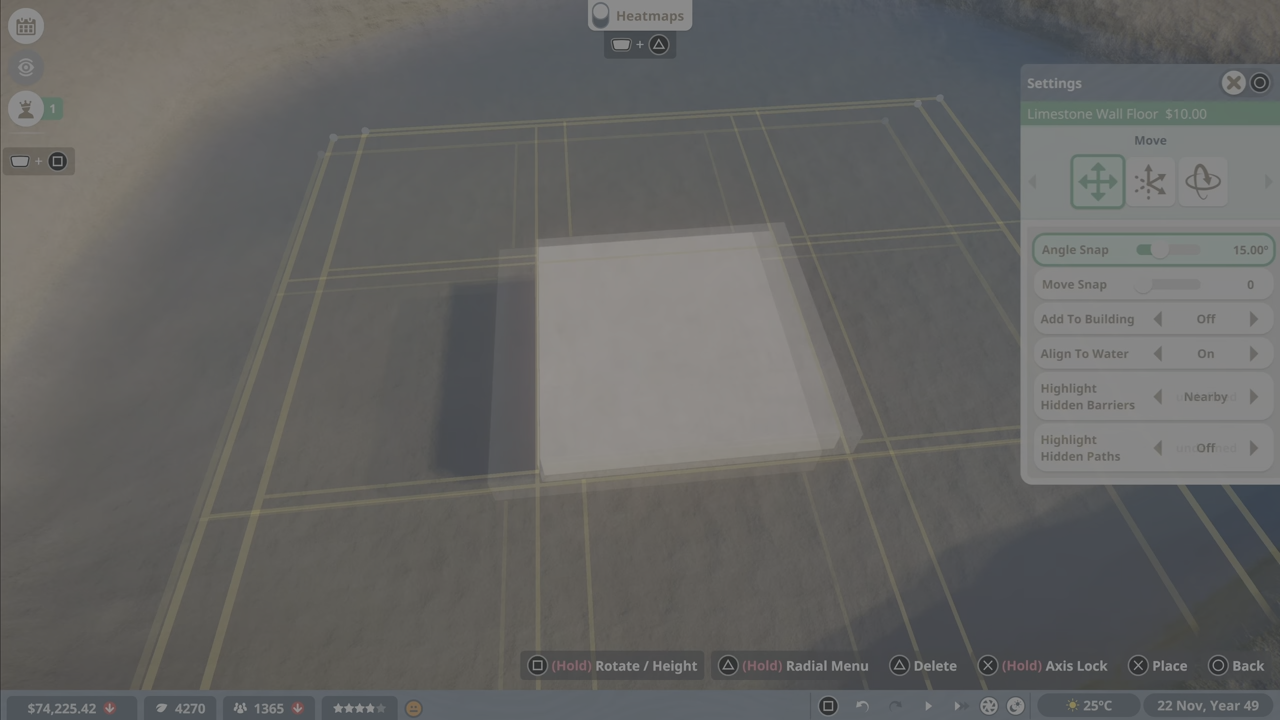 Heatmaps
+
1
+
Settings
Limestone Wall Floor $10.00
Move
Angle Snap 15.00°
Move Snap 0
Add To Building Off
Align To Water On
Highlight
Hidden Barriers Nearby
Highlight
Hidden Paths Off
(Hold) Rotate / Height (Hold) Radial Menu Delete (Hold) Axis Lock Place Back
$74,225.42 4270 1365 25°C 22 Nov, Year 49